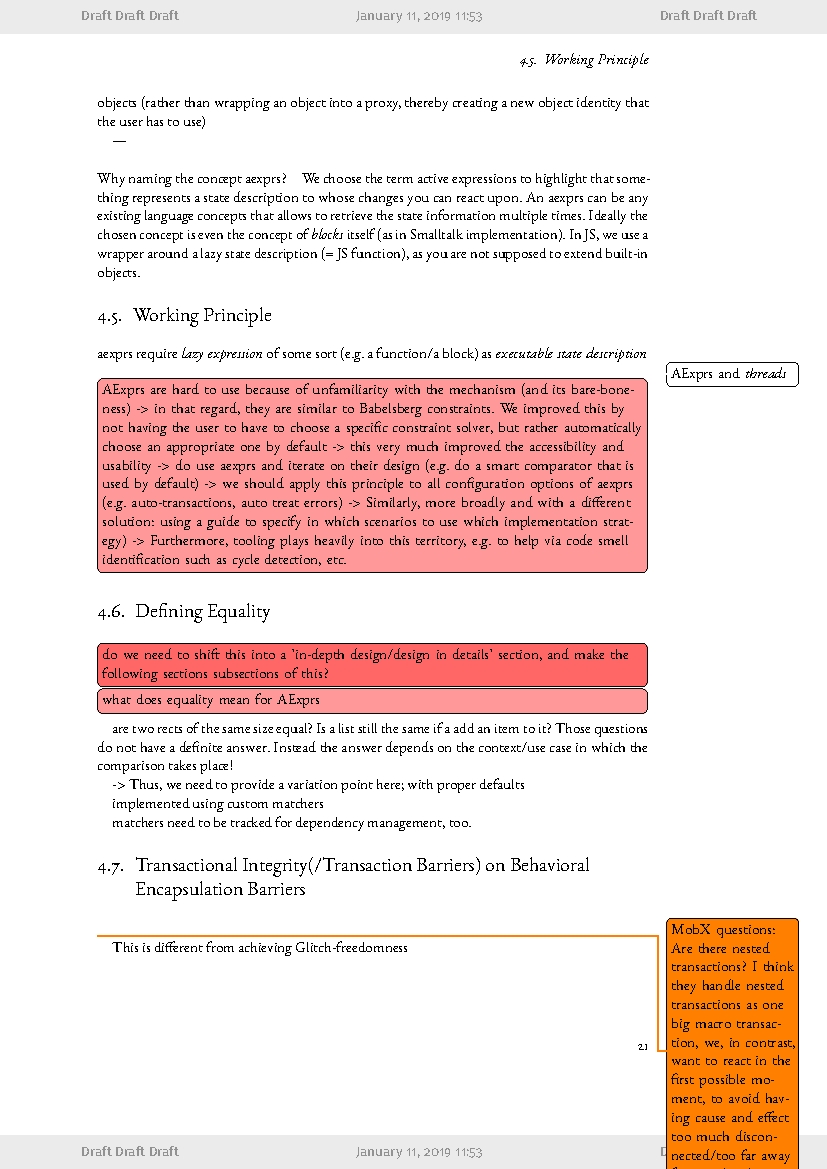 Draft Draft Draft January 11, 2019 11:53 Draft Draft Draft
4.5. Working Principle
objects (rather than wrapping an object into a proxy, thereby creating a new object identity that
the user has to use)
—
Why naming the concept aexprs? We choose the term active expressions to highlight that some-
thing represents a state description to whose changes you can react upon. An aexprs can be any
existing language concepts that allows to retrieve the state information multiple times. Ideally the
chosen concept is even the concept of blocks itself (as in Smalltalk implementation). In JS, we use a
wrapper around a lazy state description (= JS function), as you are not supposed to extend built-in
objects.
4.5. Working Principle
aexprs require lazy expression of some sort (e.g. a function/a block) as executable state description
AExprs and threads
AExprs are hard to use because of unfamiliarity with the mechanism (and its bare-bone-
ness) -> in that regard, they are similar to Babelsberg constraints. We improved this by
not having the user to have to choose a specific constraint solver, but rather automatically
choose an appropriate one by default -> this very much improved the accessibility and
usability -> do use aexprs and iterate on their design (e.g. do a smart comparator that is
used by default) -> we should apply this principle to all configuration options of aexprs
(e.g. auto-transactions, auto treat errors) -> Similarly, more broadly and with a different
solution: using a guide to specify in which scenarios to use which implementation strat-
egy) -> Furthermore, tooling plays heavily into this territory, e.g. to help via code smell
identification such as cycle detection, etc.
4.6. Defining Equality
do we need to shift this into a 'in-depth design/design in details' section, and make the
following sections subsections of this?
what does equality mean for AExprs
are two rects of the same size equal? Is a list still the same if a add an item to it? Those questions
do not have a definite answer. Instead the answer depends on the context/use case in which the
comparison takes place!
-> Thus, we need to provide a variation point here; with proper defaults
implemented using custom matchers
matchers need to be tracked for dependency management, too.
4.7. Transactional Integrity(/Transaction Barriers) on Behavioral
Encapsulation Barriers
This is different from achieving Glitch-freedomness
MobX questions:
Are there nested
transactions? I think
they handle nested
transactions as one
big macro transac-
tion, we, in contrast,
want to react in the
first possible mo-
ment, to avoid hav-
ing cause and effect
too much discon-
nected/too far away
21
Draft Draft Draft January 11, 2019 11:53